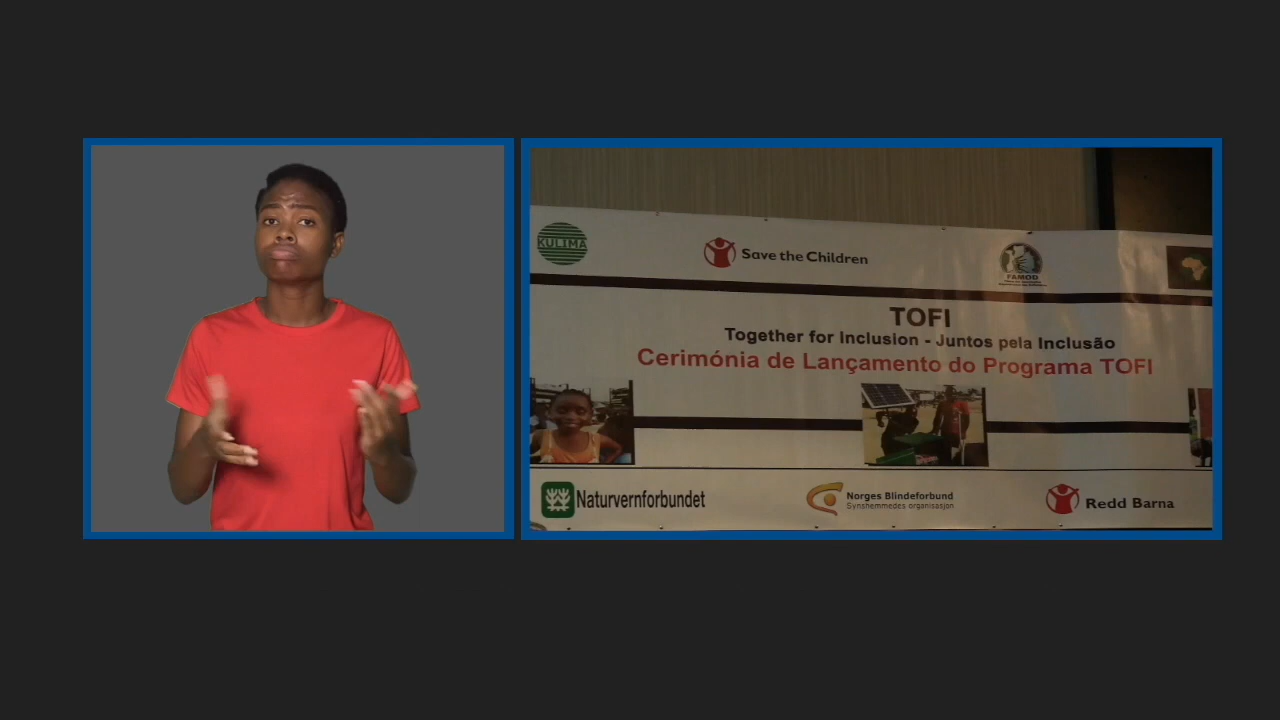 KULIMA
Save the Children
FAMOD
TOFI
Together for Inclusion - Juntos pela Inclusão
Cerimónia de Lançamento do Programa TOFI
Naturvernforbundet
Norges Blindeforbund
Synshemmedes organisasjon
Redd Barna